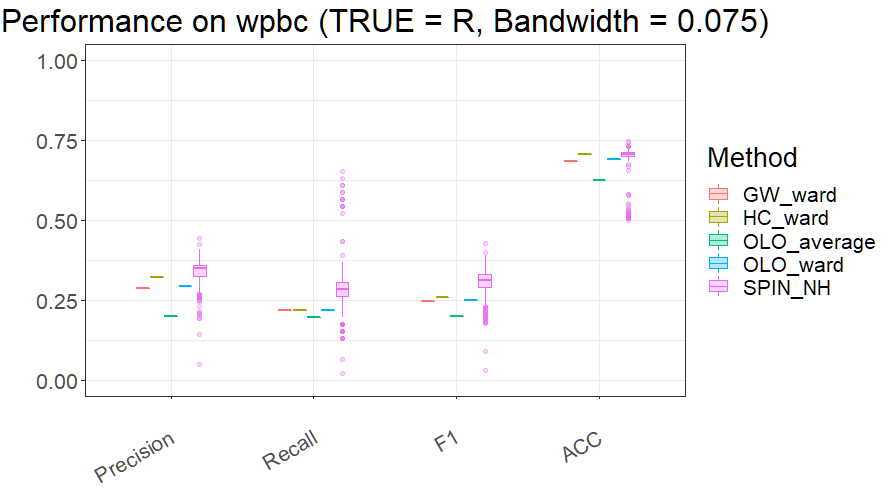 Performance on wpbc (TRUE = R, Bandwidth = 0.075)
1.00
0.75
0.50
0.25
0.00
Precision
Recall
F1
ACC
Method
GW_ward
HC_ward
OLO_average
OLO_ward
SPIN_NH